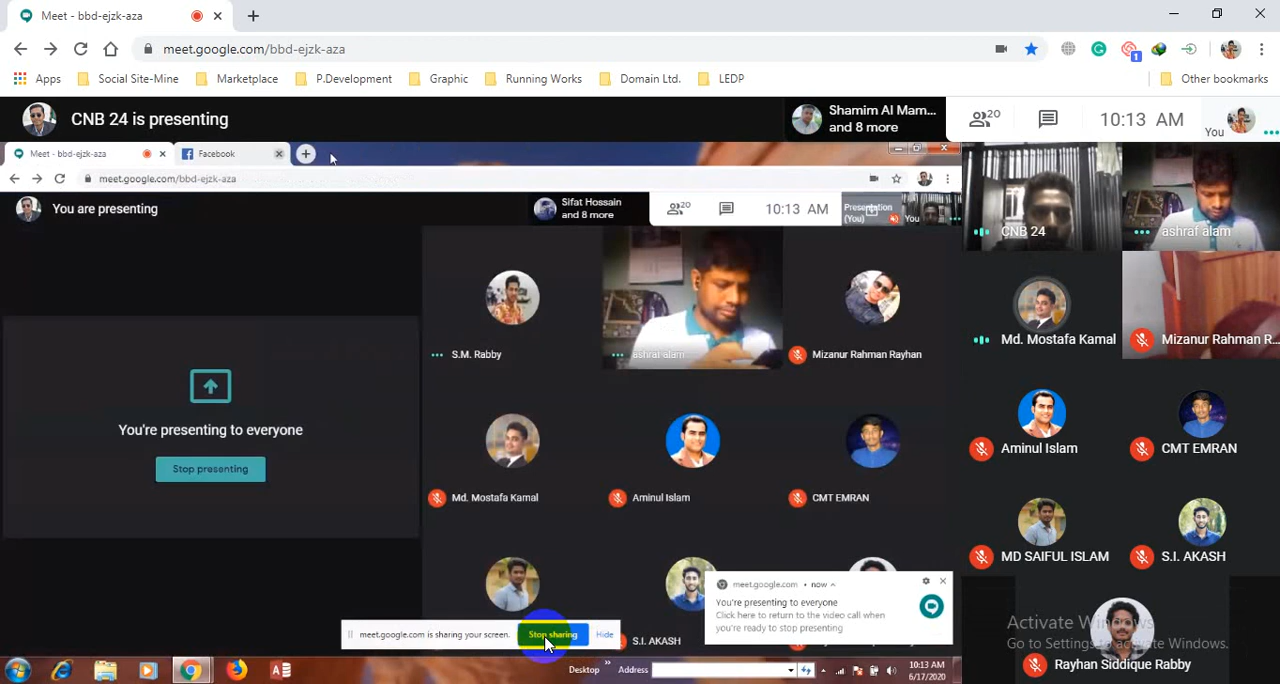 Meet - bbd-ejzk-aza
meet.google.com/bbd-ejzk-aza
1
Apps
Social Site-Mine
Marketplace
P.Development
Graphic
Running Works
Domain Ltd.
LEDP
Other bookmarks
CNB 24 is presenting
Shamim Al Mam...
and 8 more
20
10:13 AM
You
Meet - bbd-ejzk-aza
Facebook
meet.google.com/bbd-ejzk-aza
You are presenting
Sifat Hossain
and 8 more
20
10:13 AM
Presentation
(You)
You
CNB 24
ashraf alam
S.M. Rabby
ashraf alam
Mizanur Rahman Rayhan
Md. Mostafa Kamal
Mizanur Rahman R...
You're presenting to everyone
Stop presenting
Md. Mostafa Kamal
Aminul Islam
CMT EMRAN
Aminul Islam
CMT EMRAN
MD SAIFUL ISLAM
S.I. AKASH
meet.google.com • now
You're presenting to everyone
Click here to return to the video call when
you're ready to stop presenting
meet.google.com is sharing your screen.
Stop sharing
Hide
S.I. AKASH
Activate Windows
Go to Settings to activate Windows.
Rayhan Siddique Rabby
Desktop
Address
10:13 AM
6/17/2020